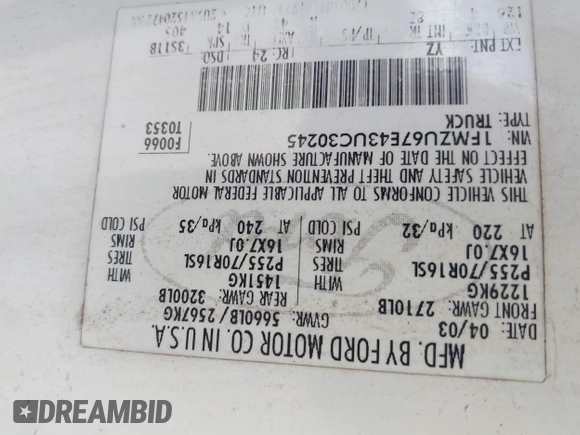 MFD. BY FORD MOTOR CO. IN U.S.A.
DATE: 04/03 GVWR: 5660LB/2567KG
FRONT GAWR: 2710LB REAR GAWR: 3200LB
1229KG WITH 1451KG WITH
P255/70R16SL TIRES P255/70R16SL TIRES
16X7.0J RIMS 16X7.0J RIMS
AT 220 kPa/32 PSI COLD AT 240 kPa/35 PSI COLD
THIS VEHICLE CONFORMS TO ALL APPLICABLE FEDERAL MOTOR
VEHICLE SAFETY AND THEFT PREVENTION STANDARDS IN
EFFECT ON THE DATE OF MANUFACTURE SHOWN ABOVE.
VIN: 1FMZU67E43UC30245 F0066
TYPE: TRUCK T0353
EXT PNT: YZ RC: 24 DSO: 3S11B
DREAMBID